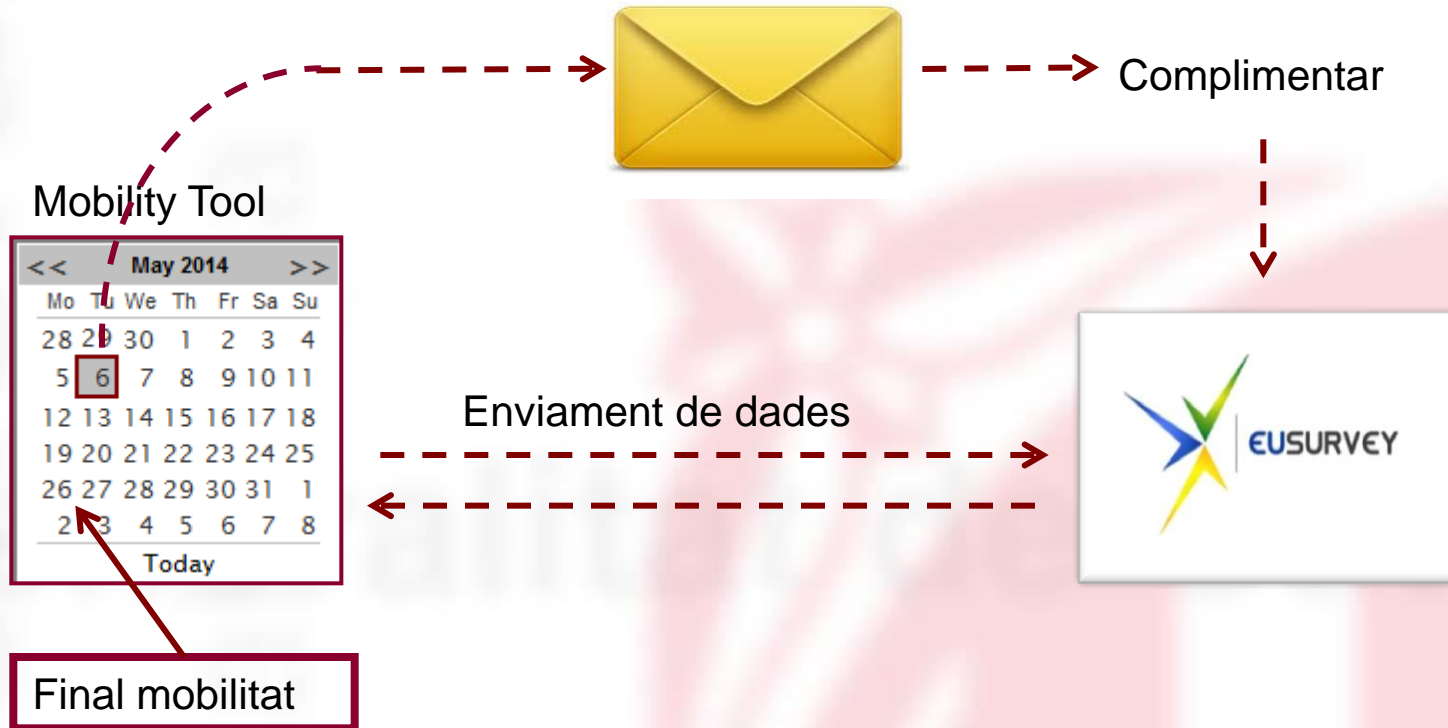 Complimentar
Mobility Tool
<< May 2014 >>
Mo Tu We Th Fr Sa Su
28 29 30 1 2 3 4
5 6 7 8 9 10 11
12 13 14 15 16 17 18
19 20 21 22 23 24 25
26 27 28 29 30 31 1
2 3 4 5 6 7 8
Today
Enviament de dades
EUSURVEY
Final mobilitat